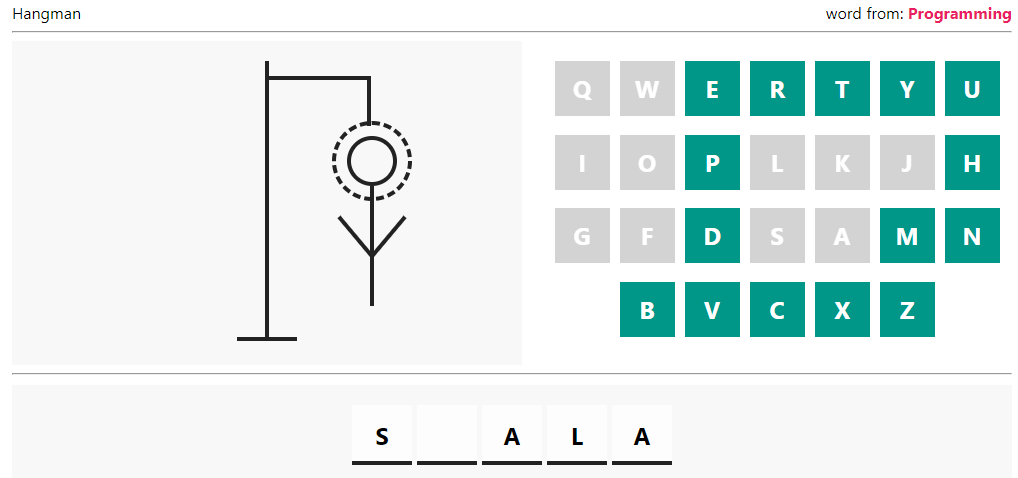 Hangman
word from: Programming
Q W E R T Y U
I O P L K J H
G F D S A M N
B V C X Z
S A L A